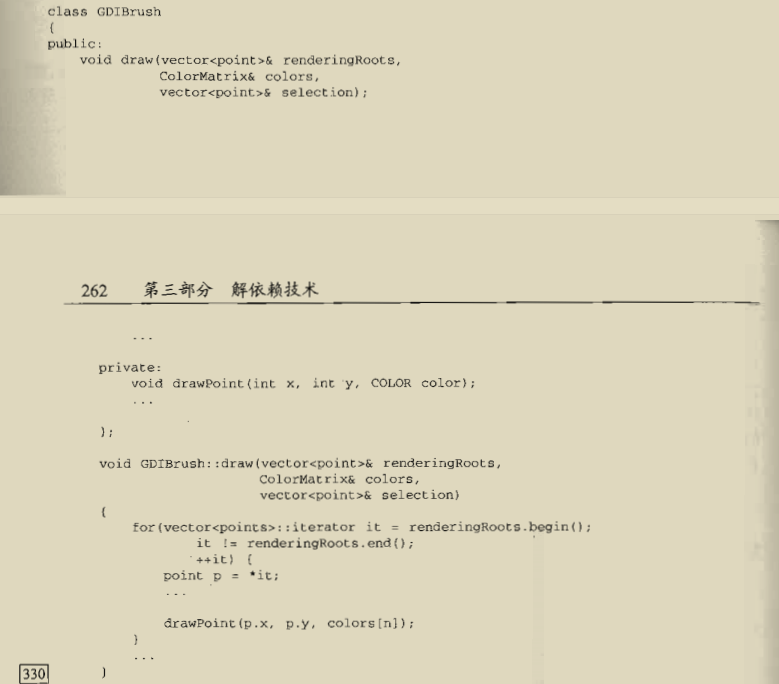 class GDIBrush
{
public:
    void draw(vector<point>& renderingRoots,
              ColorMatrix& colors,
              vector<point>& selection);
262 第三部分 解依赖技术
    ...
private:
    void drawPoint(int x, int y, COLOR color);
    ...
);
void GDIBrush::draw(vector<point>& renderingRoots,
                    ColorMatrix& colors,
                    vector<point>& selection)
{
    for(vector<points>::iterator it = renderingRoots.begin();
            it != renderingRoots.end();
            ++it) {
        point p = *it;
        ...
        drawPoint(p.x, p.y, colors[n]);
    }
    ...
}
330